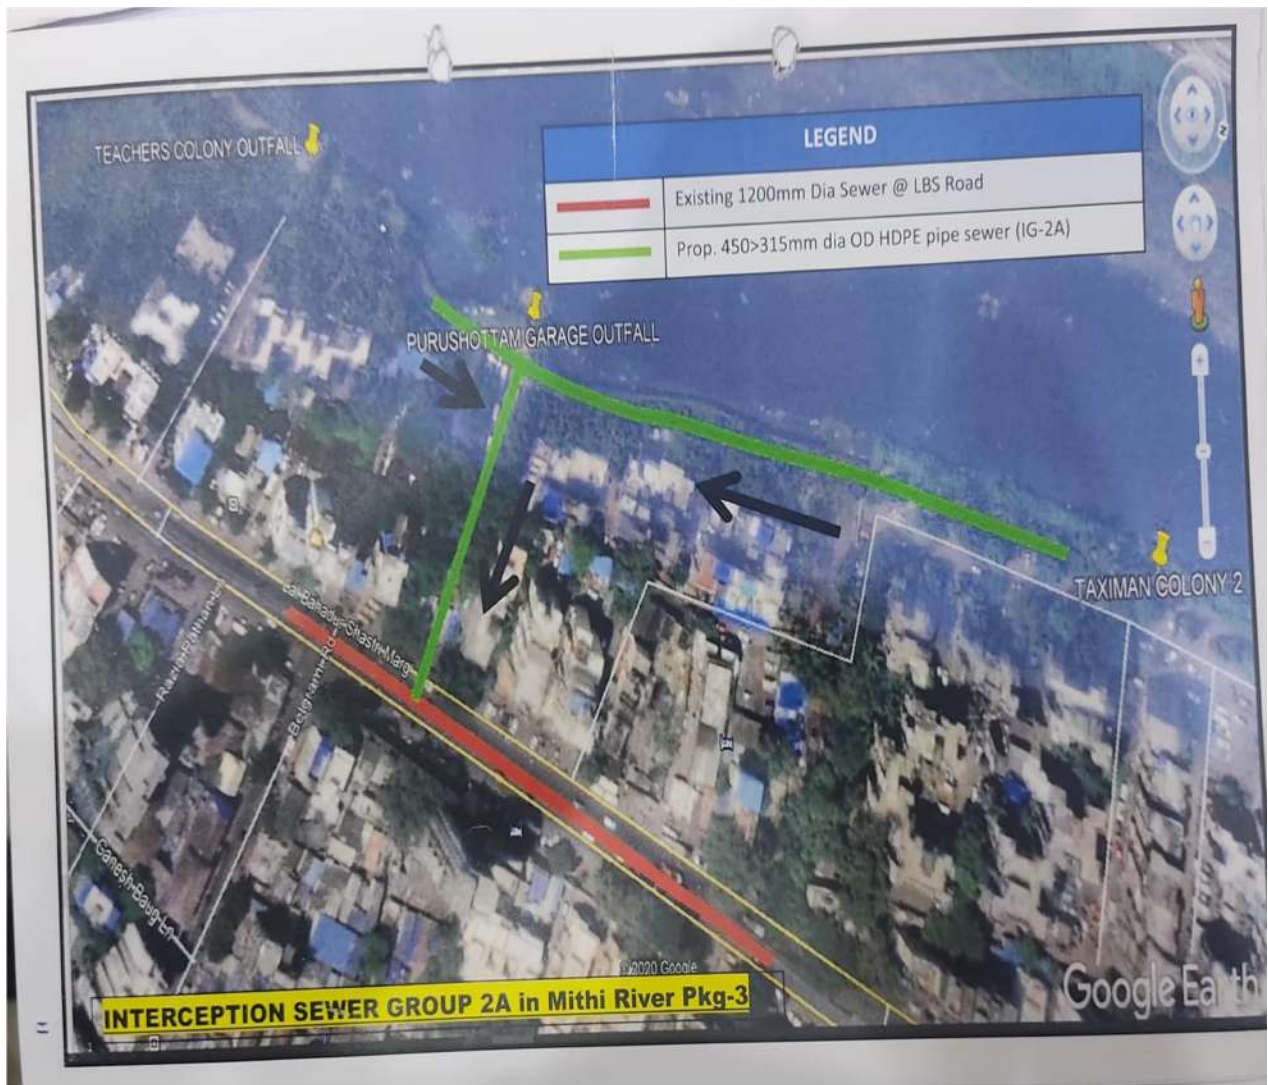 TEACHERS COLONY OUTFALL
LEGEND
Existing 1200mm Dia Sewer @ LBS Road
Prop. 450>315mm dia OD HDPE pipe sewer (IG-2A)
N
PURUSHOTTAM GARAGE OUTFALL
TAXIMAN COLONY 2
Lal-Bahadur-Shastri-Marg
Belgrami-Rd
Ganesh-Baug-Ln
© 2020 Google
Google Earth
INTERCEPTION SEWER GROUP 2A in Mithi River Pkg-3